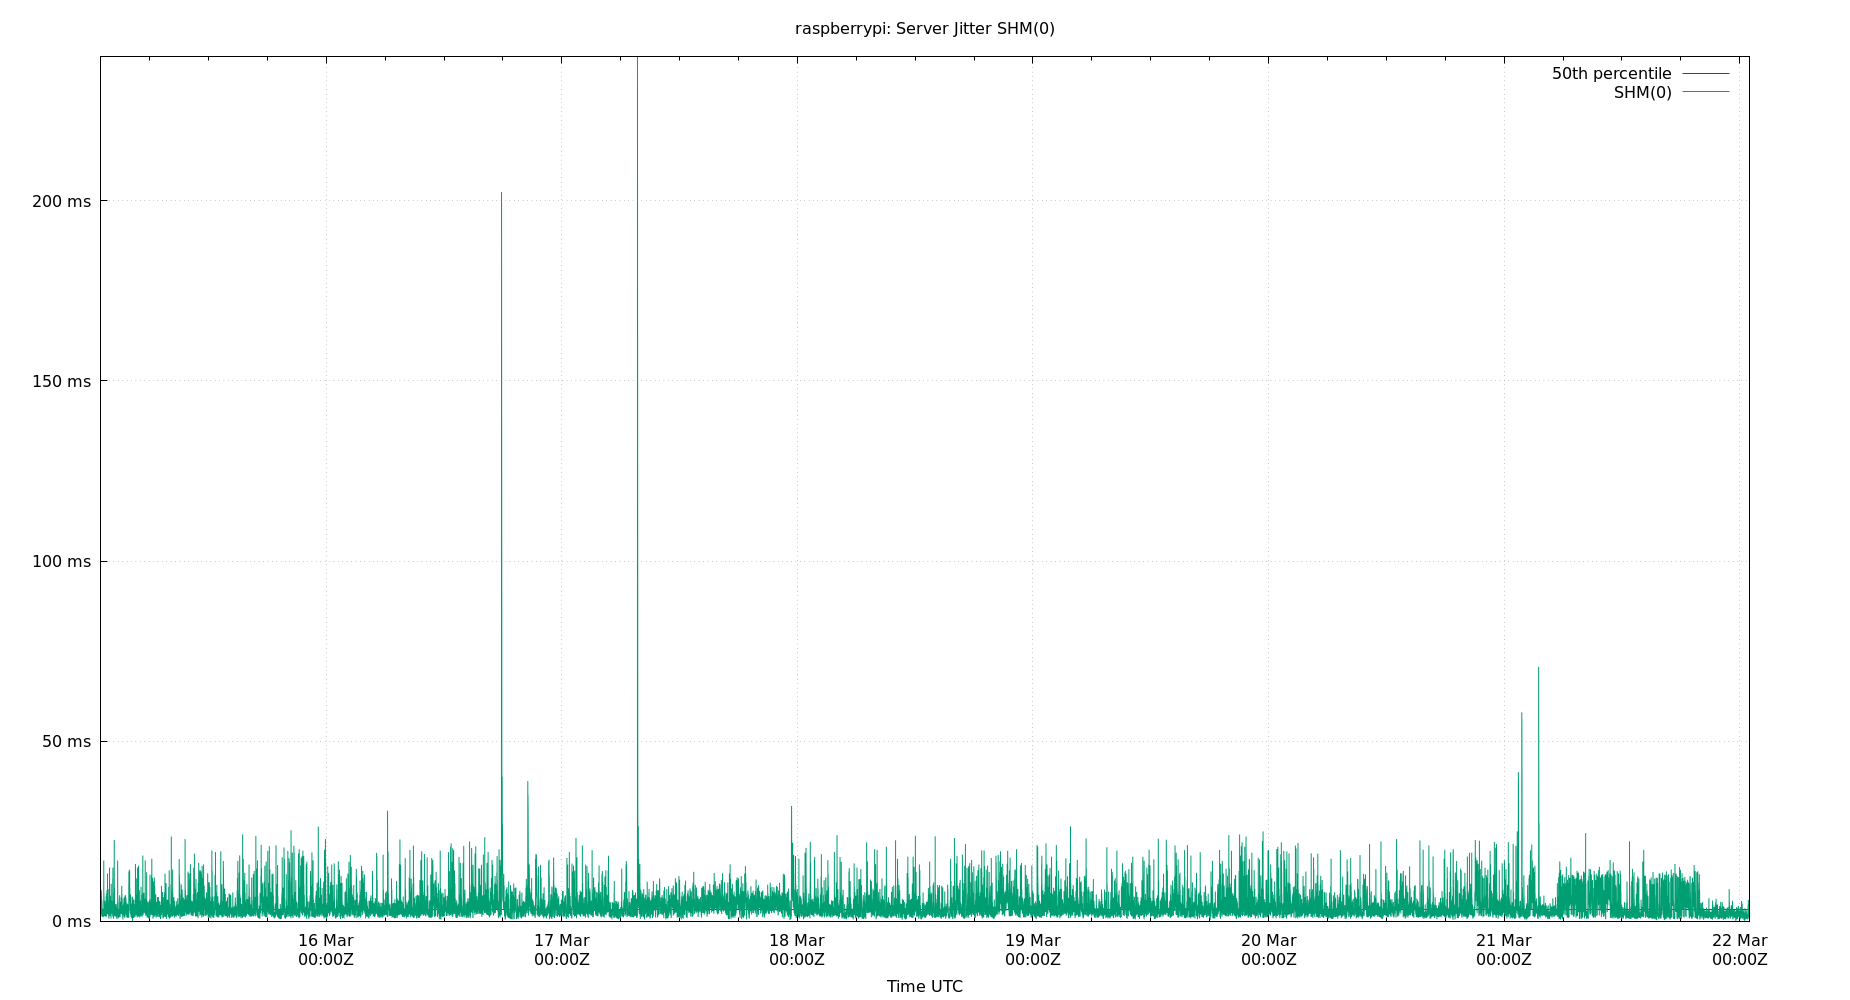 raspberrypi: Server Jitter SHM(0)
50th percentile
SHM(0)
200 ms
150 ms
100 ms
50 ms
0 ms
16 Mar 17 Mar 18 Mar 19 Mar 20 Mar 21 Mar 22 Mar
00:00Z 00:00Z 00:00Z 00:00Z 00:00Z 00:00Z 00:00Z
Time UTC